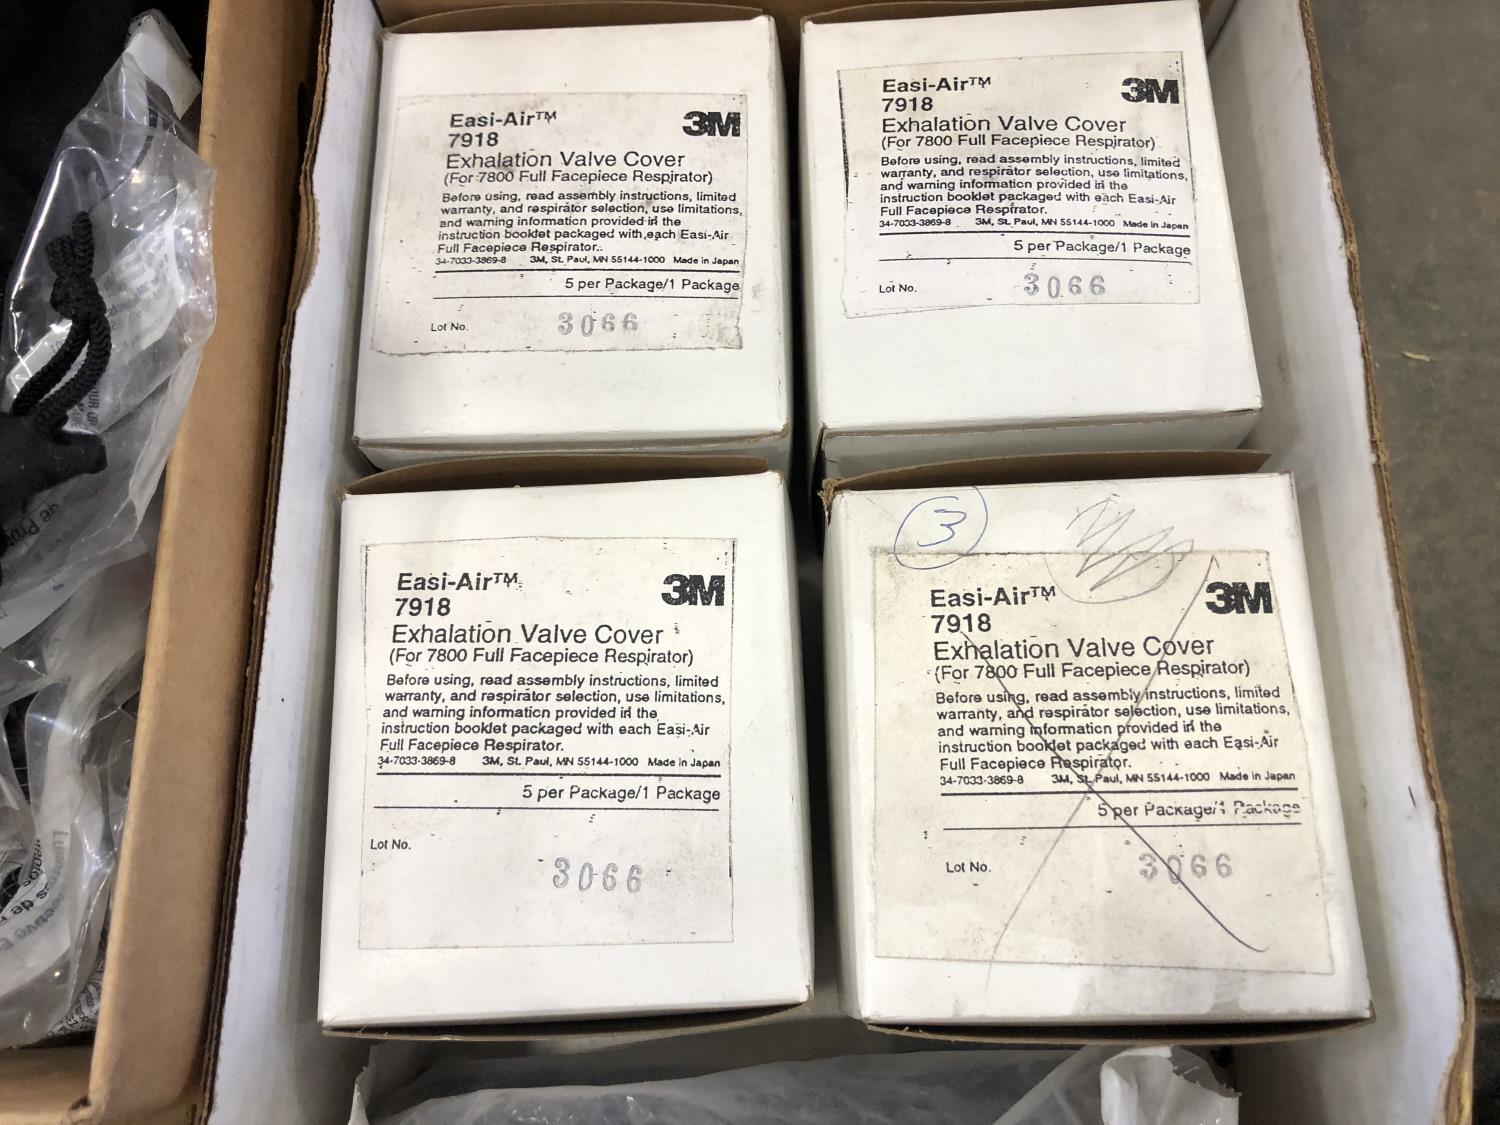 Easi-Air™
3M
7918
Exhalation Valve Cover
(For 7800 Full Facepiece Respirator)
Before using, read assembly instructions, limited
warranty, and respirator selection, use limitations,
and warning information provided in the
instruction booklet packaged with each Easi-Air
Full Facepiece Respirator.
34-7033-3869-8 3M, St. Paul, MN 55144-1000 Made in Japan
5 per Package/1 Package
Lot No. 3066
Easi-Air™
3M
7918
Exhalation Valve Cover
(For 7800 Full Facepiece Respirator)
Before using, read assembly instructions, limited
warranty, and respirator selection, use limitations,
and warning information provided in the
instruction booklet packaged with each Easi-Air
Full Facepiece Respirator.
34-7033-3869-8 3M, St. Paul, MN 55144-1000 Made in Japan
5 per Package/1 Package
Lot No. 3066
Easi-Air™
3M
7918
Exhalation Valve Cover
(For 7800 Full Facepiece Respirator)
Before using, read assembly instructions, limited
warranty, and respirator selection, use limitations,
and warning information provided in the
instruction booklet packaged with each Easi-Air
Full Facepiece Respirator.
34-7033-3869-8 3M, St. Paul, MN 55144-1000 Made in Japan
5 per Package/1 Package
Lot No.
3066
3
Easi-Air™
3M
7918
Exhalation Valve Cover
(For 7800 Full Facepiece Respirator)
Before using, read assembly instructions, limited
warranty, and respirator selection, use limitations,
and warning information provided in the
instruction booklet packaged with each Easi-Air
Full Facepiece Respirator.
34-7033-3869-8 3M, St. Paul, MN 55144-1000 Made in Japan
5 per Package/1 Package
Lot No. 3066